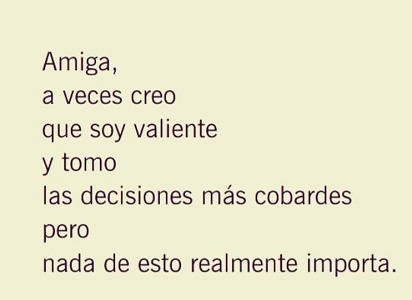 Amiga,
a veces creo
que soy valiente
y tomo
las decisiones más cobardes
pero
nada de esto realmente importa.